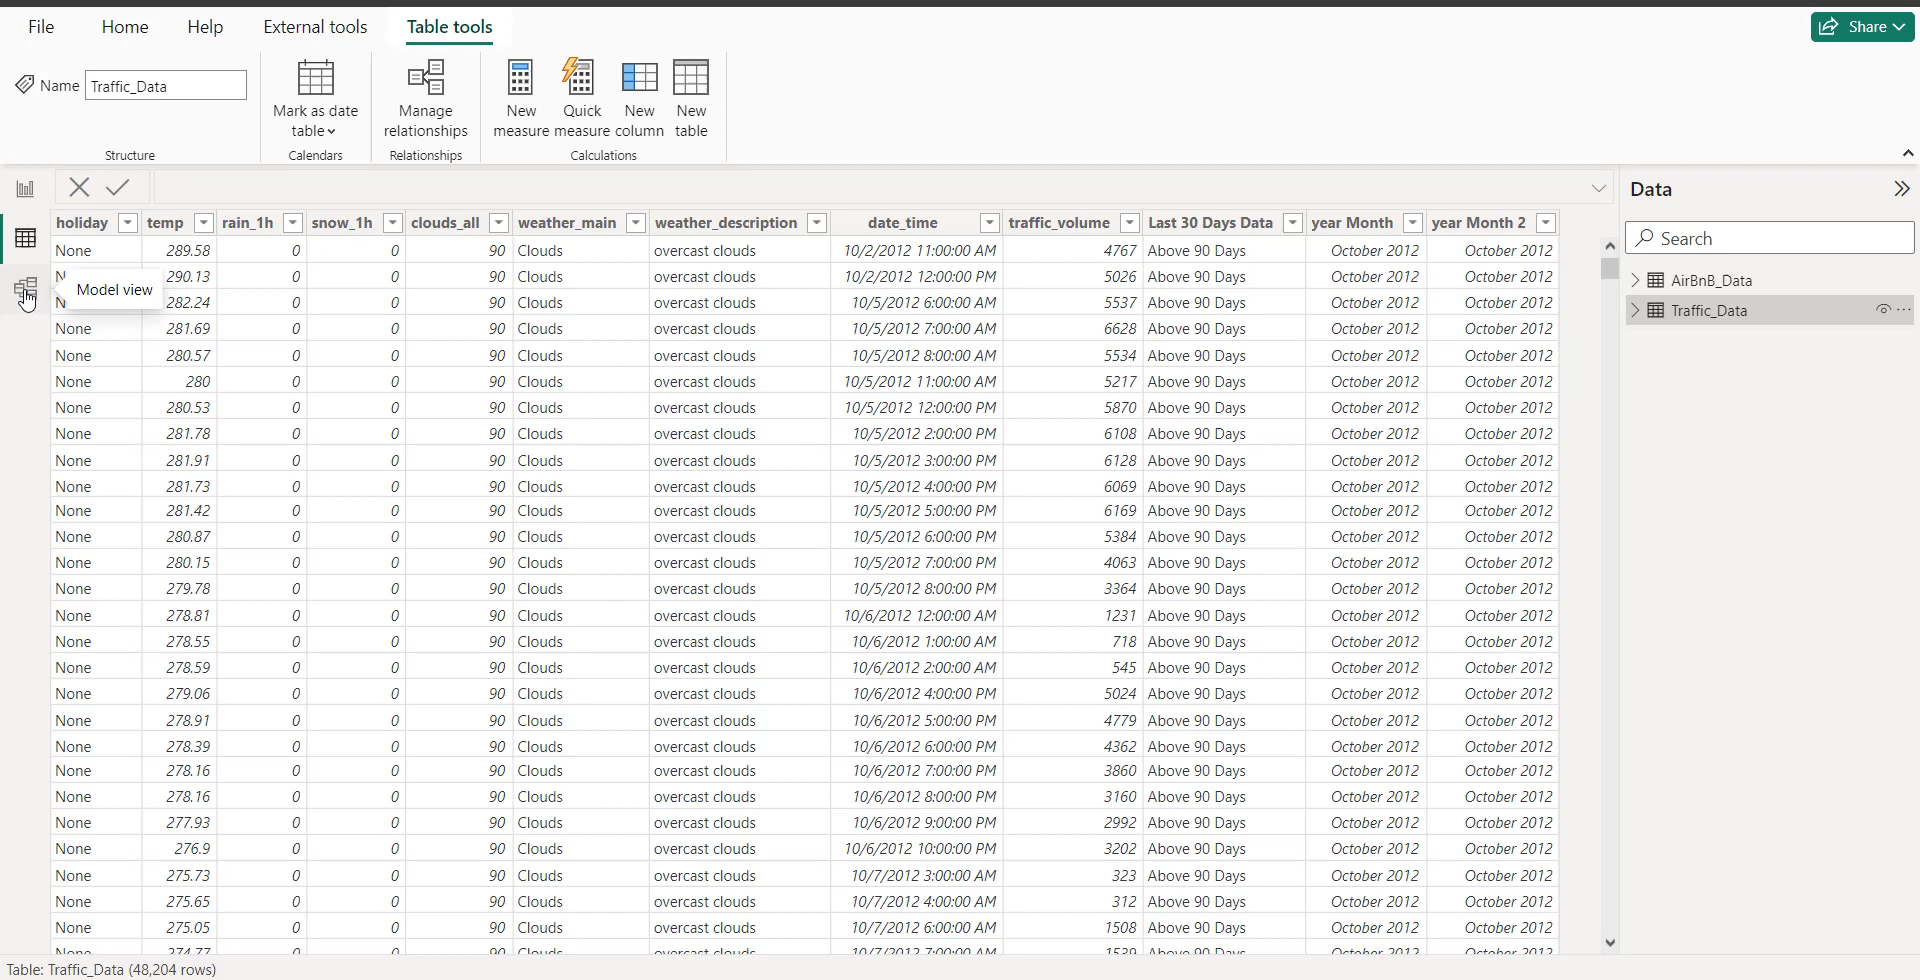 File Home Help External tools Table tools Share
Name Traffic_Data
Mark as date table
Manage relationships
New measure
Quick measure
New column
New table
Structure Calendars Relationships Calculations
Data
Search
AirBnB_Data
Traffic_Data
Model view
holiday temp rain_1h snow_1h clouds_all weather_main weather_description date_time traffic_volume Last 30 Days Data year Month year Month 2
None 289.58 0 0 90 Clouds overcast clouds 10/2/2012 11:00:00 AM 4767 Above 90 Days October 2012 October 2012
N 290.13 0 0 90 Clouds overcast clouds 10/2/2012 12:00:00 PM 5026 Above 90 Days October 2012 October 2012
N 282.24 0 0 90 Clouds overcast clouds 10/5/2012 6:00:00 AM 5537 Above 90 Days October 2012 October 2012
None 281.69 0 0 90 Clouds overcast clouds 10/5/2012 7:00:00 AM 6628 Above 90 Days October 2012 October 2012
None 280.57 0 0 90 Clouds overcast clouds 10/5/2012 8:00:00 AM 5534 Above 90 Days October 2012 October 2012
None 280 0 0 90 Clouds overcast clouds 10/5/2012 11:00:00 AM 5217 Above 90 Days October 2012 October 2012
None 280.53 0 0 90 Clouds overcast clouds 10/5/2012 12:00:00 PM 5870 Above 90 Days October 2012 October 2012
None 281.78 0 0 90 Clouds overcast clouds 10/5/2012 2:00:00 PM 6108 Above 90 Days October 2012 October 2012
None 281.91 0 0 90 Clouds overcast clouds 10/5/2012 3:00:00 PM 6128 Above 90 Days October 2012 October 2012
None 281.73 0 0 90 Clouds overcast clouds 10/5/2012 4:00:00 PM 6069 Above 90 Days October 2012 October 2012
None 281.42 0 0 90 Clouds overcast clouds 10/5/2012 5:00:00 PM 6169 Above 90 Days October 2012 October 2012
None 280.87 0 0 90 Clouds overcast clouds 10/5/2012 6:00:00 PM 5384 Above 90 Days October 2012 October 2012
None 280.15 0 0 90 Clouds overcast clouds 10/5/2012 7:00:00 PM 4063 Above 90 Days October 2012 October 2012
None 279.78 0 0 90 Clouds overcast clouds 10/5/2012 8:00:00 PM 3364 Above 90 Days October 2012 October 2012
None 278.81 0 0 90 Clouds overcast clouds 10/6/2012 12:00:00 AM 1231 Above 90 Days October 2012 October 2012
None 278.55 0 0 90 Clouds overcast clouds 10/6/2012 1:00:00 AM 718 Above 90 Days October 2012 October 2012
None 278.59 0 0 90 Clouds overcast clouds 10/6/2012 2:00:00 AM 545 Above 90 Days October 2012 October 2012
None 279.06 0 0 90 Clouds overcast clouds 10/6/2012 4:00:00 PM 5024 Above 90 Days October 2012 October 2012
None 278.91 0 0 90 Clouds overcast clouds 10/6/2012 5:00:00 PM 4779 Above 90 Days October 2012 October 2012
None 278.39 0 0 90 Clouds overcast clouds 10/6/2012 6:00:00 PM 4362 Above 90 Days October 2012 October 2012
None 278.16 0 0 90 Clouds overcast clouds 10/6/2012 7:00:00 PM 3860 Above 90 Days October 2012 October 2012
None 278.16 0 0 90 Clouds overcast clouds 10/6/2012 8:00:00 PM 3160 Above 90 Days October 2012 October 2012
None 277.93 0 0 90 Clouds overcast clouds 10/6/2012 9:00:00 PM 2992 Above 90 Days October 2012 October 2012
None 276.9 0 0 90 Clouds overcast clouds 10/6/2012 10:00:00 PM 3202 Above 90 Days October 2012 October 2012
None 275.73 0 0 90 Clouds overcast clouds 10/7/2012 3:00:00 AM 323 Above 90 Days October 2012 October 2012
None 275.65 0 0 90 Clouds overcast clouds 10/7/2012 4:00:00 AM 312 Above 90 Days October 2012 October 2012
None 275.05 0 0 90 Clouds overcast clouds 10/7/2012 6:00:00 AM 1508 Above 90 Days October 2012 October 2012
Table: Traffic_Data (48,204 rows)